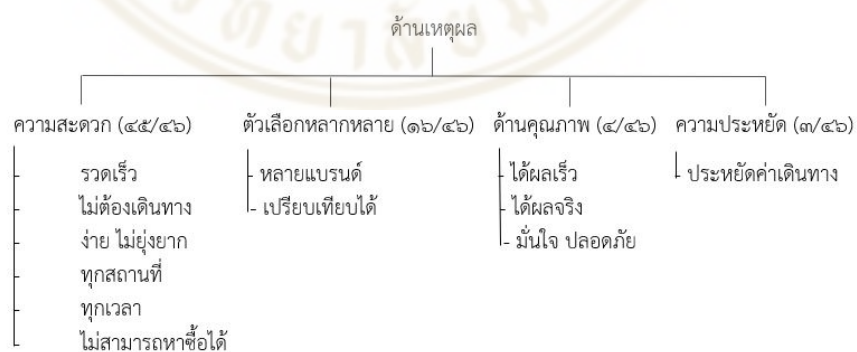 ด้านเหตุผล
ความสะดวก (๔๕/๔๖)
- รวดเร็ว
- ไม่ต้องเดินทาง
- ง่าย ไม่ยุ่งยาก
- ทุกสถานที่
- ทุกเวลา
- ไม่สามารถหาซื้อได้
ตัวเลือกหลากหลาย (๑๖/๔๖)
- หลายแบรนด์
- เปรียบเทียบได้
ด้านคุณภาพ (๔/๔๖)
- ได้ผลเร็ว
- ได้ผลจริง
- มั่นใจ ปลอดภัย
ความประหยัด (๓/๔๖)
- ประหยัดค่าเดินทาง